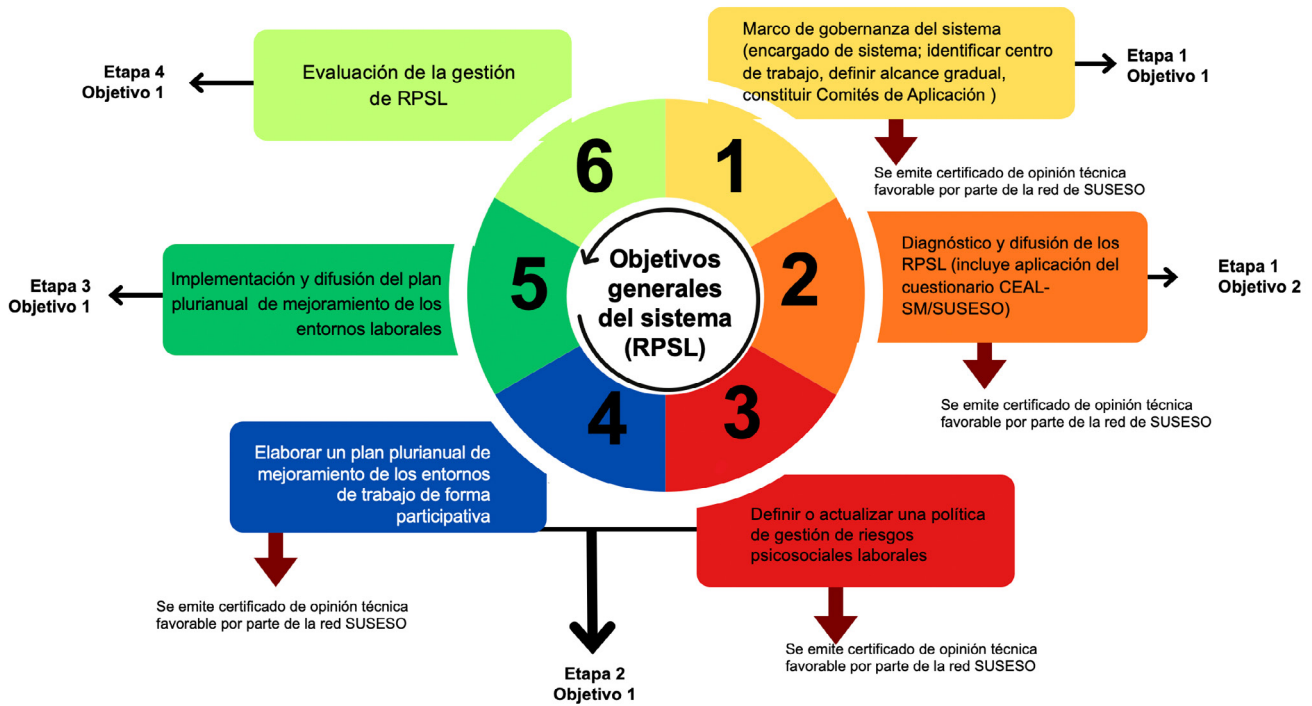 Marco de gobernanza del sistema
(encargado de sistema; identificar centro
de trabajo, definir alcance gradual,
constituir Comités de Aplicación )
Etapa 1
Objetivo 1
Se emite certificado de opinión técnica
favorable por parte de la red de SUSESO
Diagnóstico y difusión de los
RPSL (incluye aplicación del
cuestionario CEAL-
SM/SUSESO)
Etapa 1
Objetivo 2
Se emite certificado de opinión técnica
favorable por parte de la red de SUSESO
Definir o actualizar una política
de gestión de riesgos
psicosociales laborales
Se emite certificado de opinión técnica
favorable por parte de la red SUSESO
Elaborar un plan plurianual de
mejoramiento de los entornos
de trabajo de forma
participativa
Se emite certificado de opinión técnica
favorable por parte de la red SUSESO
Etapa 2
Objetivo 1
Implementación y difusión del plan
plurianual de mejoramiento de los
entornos laborales
Etapa 3
Objetivo 1
Evaluación de la gestión
de RPSL
Etapa 4
Objetivo 1
1
2
3
4
5
6
Objetivos
generales
del sistema
(RPSL)